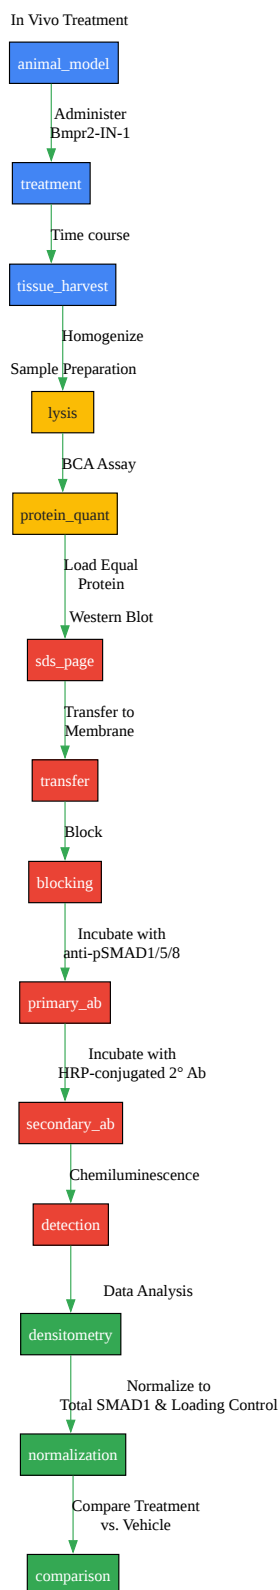 In Vivo Treatment
animal_model
Administer
Bmpr2-IN-1
treatment
Time course
tissue_harvest
Homogenize
Sample Preparation
lysis
BCA Assay
protein_quant
Load Equal
Protein
Western Blot
sds_page
Transfer to
Membrane
transfer
Block
blocking
Incubate with
anti-pSMAD1/5/8
primary_ab
Incubate with
HRP-conjugated 2° Ab
secondary_ab
Chemiluminescence
detection
Data Analysis
densitometry
Normalize to
Total SMAD1 & Loading Control
normalization
Compare Treatment
vs. Vehicle
comparison